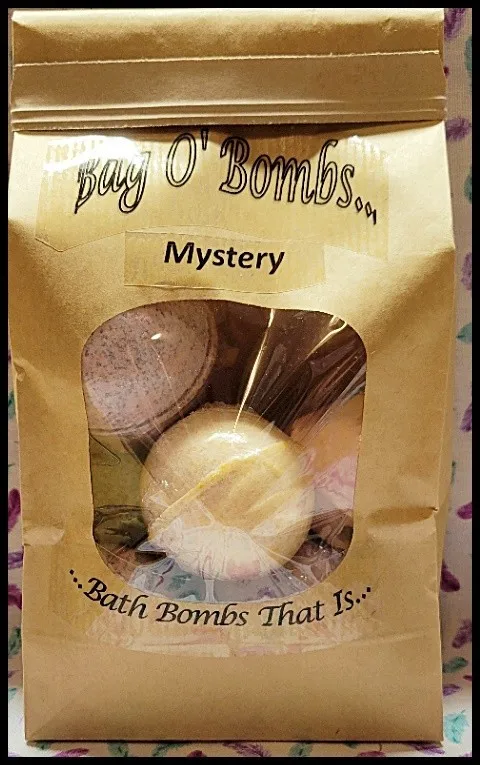 Bag O' Bombs...
Mystery
...Bath Bombs That Is...